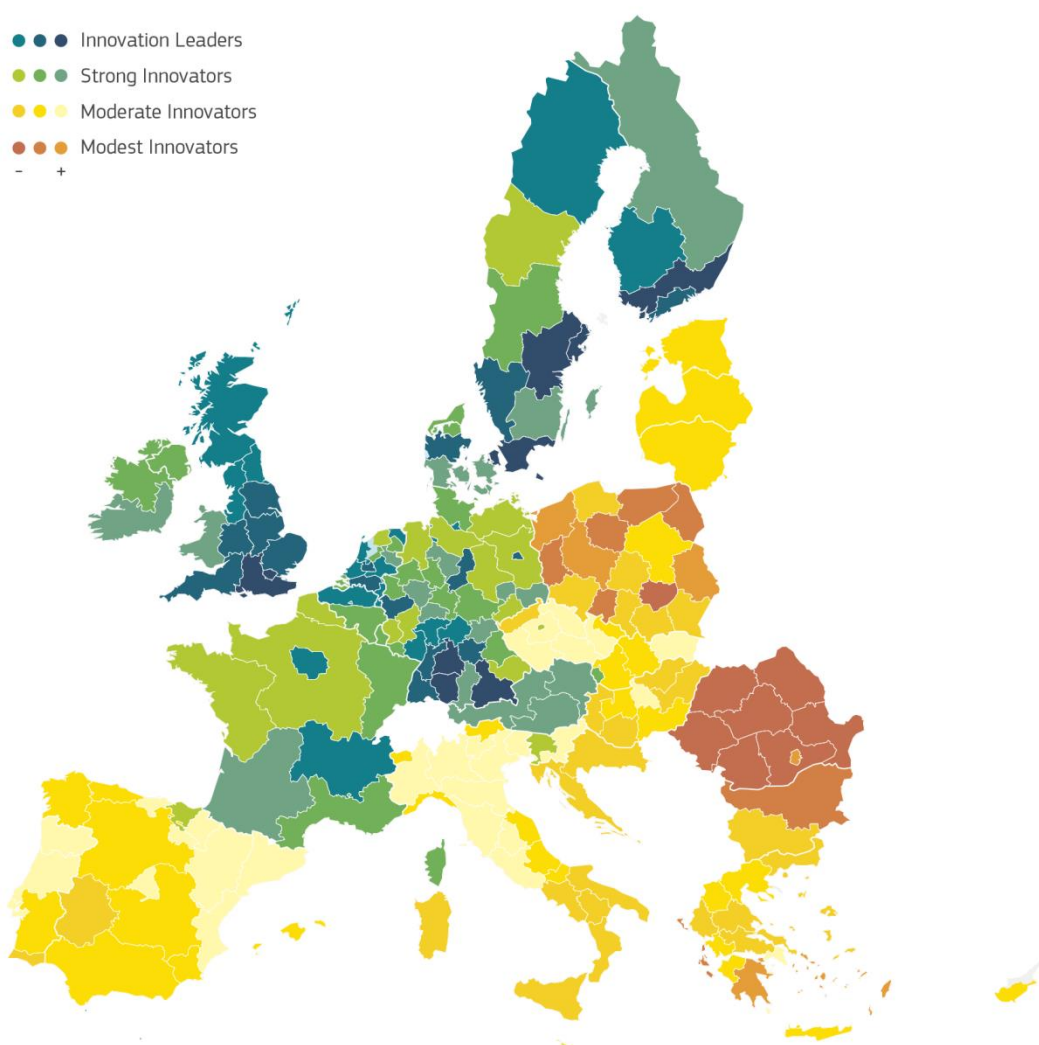 Innovation Leaders
Strong Innovators
Moderate Innovators
Modest Innovators
- +